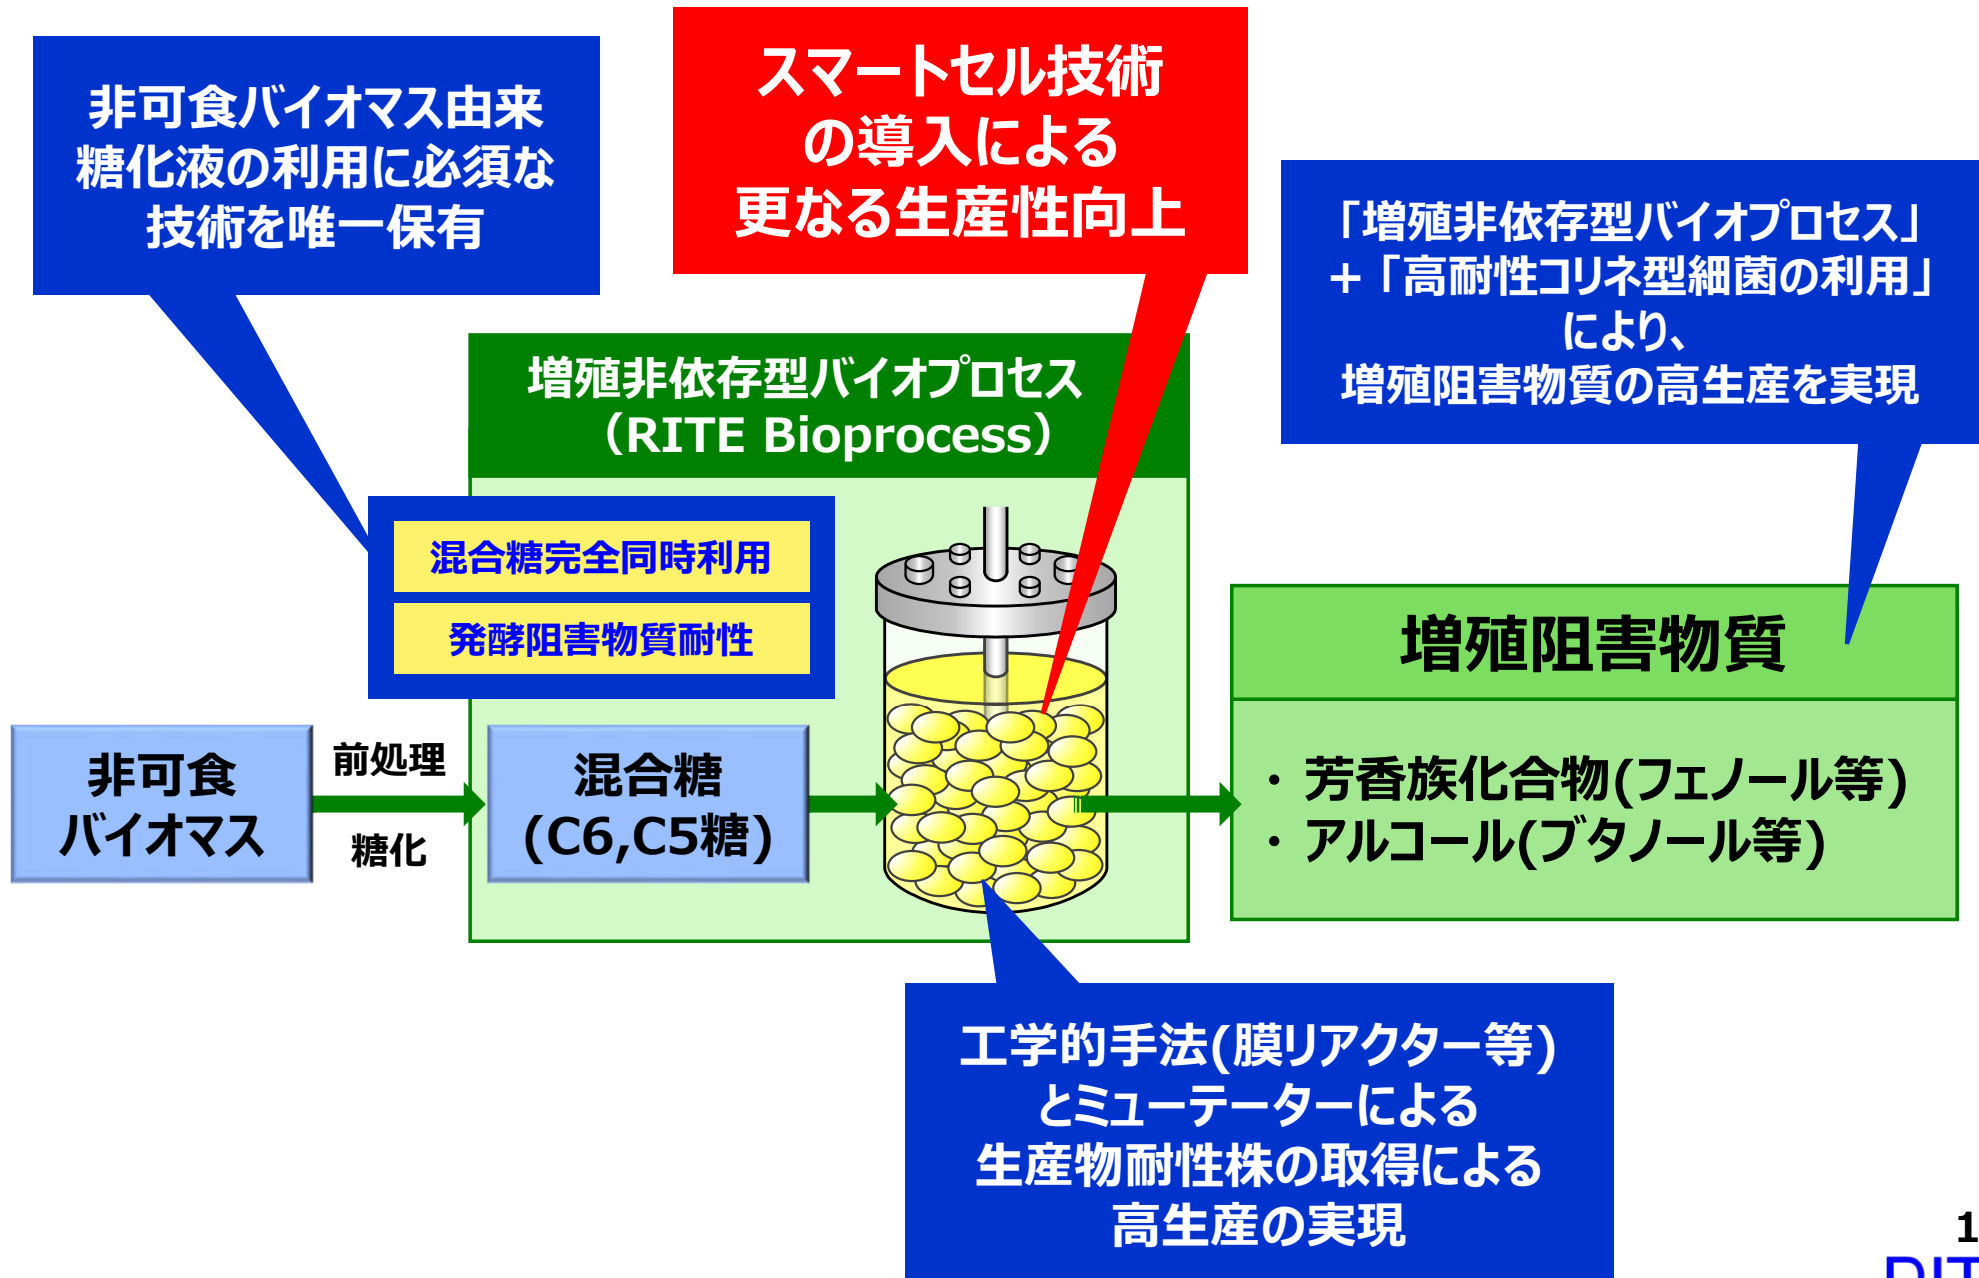 非可食バイオマス由来
糖化液の利用に必須な
技術を唯一保有
スマートセル技術
の導入による
更なる生産性向上
「増殖非依存型バイオプロセス」
+「高耐性コリネ型細菌の利用」
により、
増殖阻害物質の高生産を実現
増殖非依存型バイオプロセス
（RITE Bioprocess）
混合糖完全同時利用
発酵阻害物質耐性
非可食
バイオマス
前処理
糖化
混合糖
(C6,C5糖)
増殖阻害物質
・芳香族化合物(フェノール等)
・アルコール(ブタノール等)
工学的手法(膜リアクター等)
とミューテーターによる
生産物耐性株の取得による
高生産の実現
1